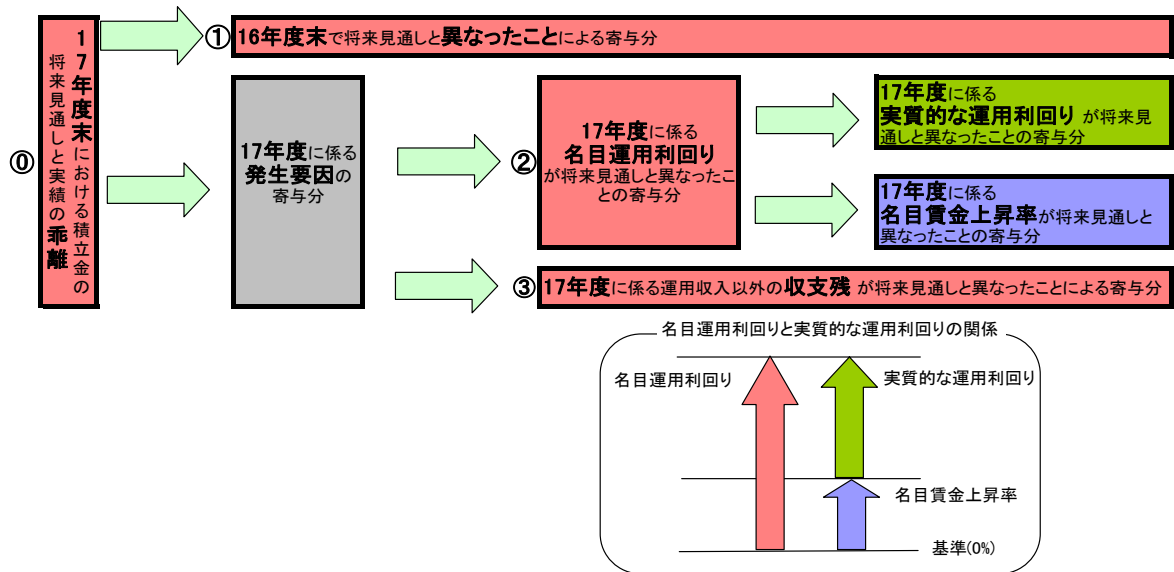 ⓪
17年度末における積立金の
将来見通しと実績の乖離
① 16年度末で将来見通しと異なったことによる寄与分
17年度に係る
発生要因の
寄与分
②
17年度に係る
名目運用利回り
が将来見通しと異なったこ
との寄与分
17年度に係る
実質的な運用利回り が将来見
通しと異なったことの寄与分
17年度に係る
名目賃金上昇率が将来見通しと
異なったことの寄与分
③ 17年度に係る運用収入以外の収支残 が将来見通しと異なったことによる寄与分
名目運用利回りと実質的な運用利回りの関係
名目運用利回り
実質的な運用利回り
名目賃金上昇率
基準(0%)